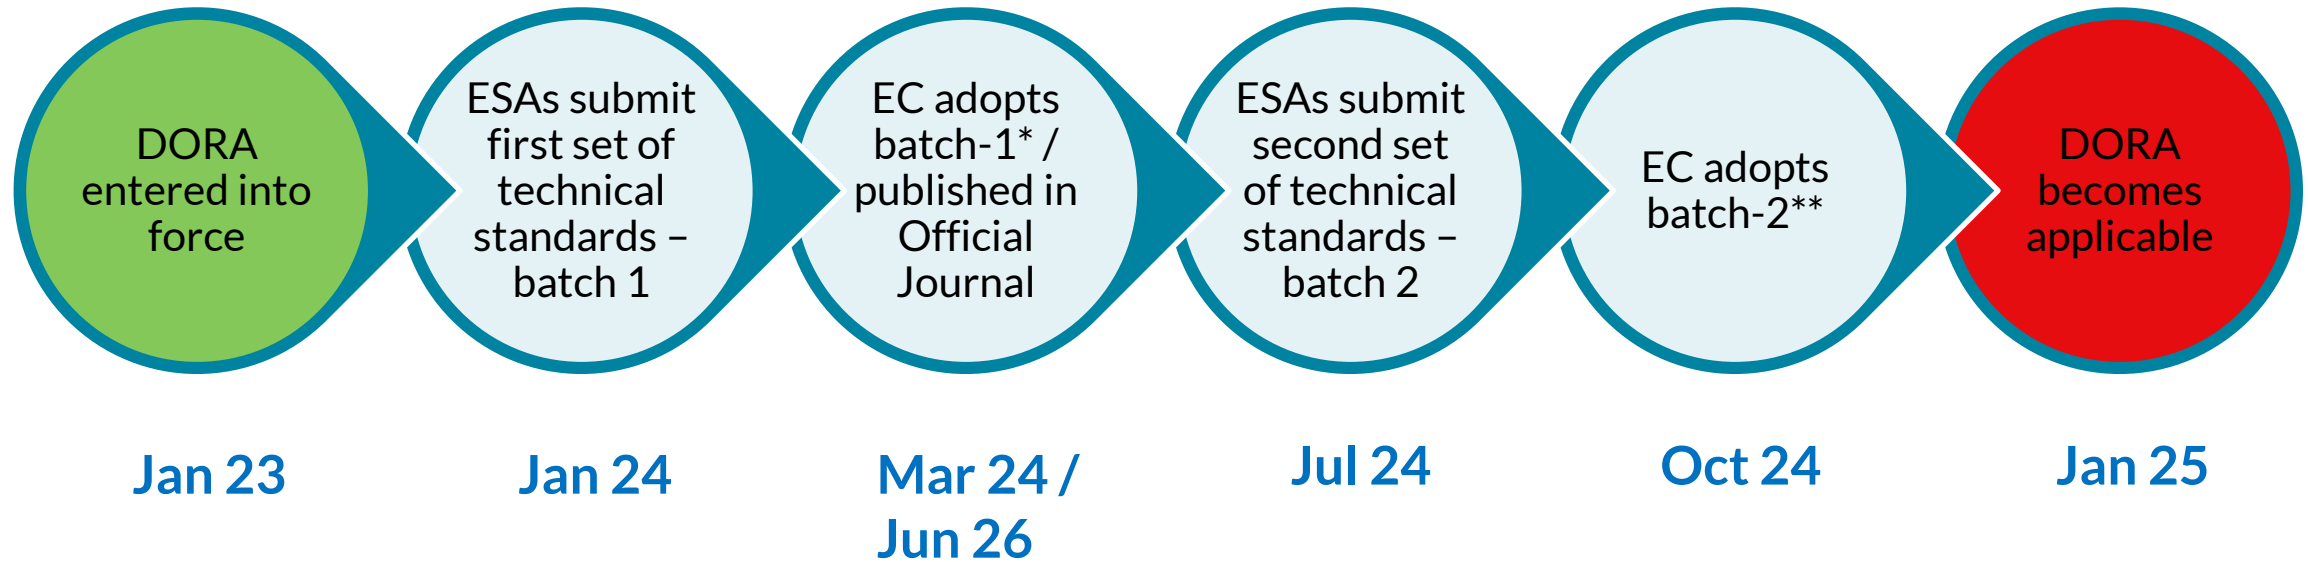 DORA
entered into
force
ESAs submit
first set of
technical
standards –
batch 1
EC adopts
batch-1* /
published in
Official
Journal
ESAs submit
second set
of technical
standards –
batch 2
EC adopts
batch-2**
DORA
becomes
applicable
Jan 23
Jan 24
Mar 24 /
Jun 26
Jul 24
Oct 24
Jan 25